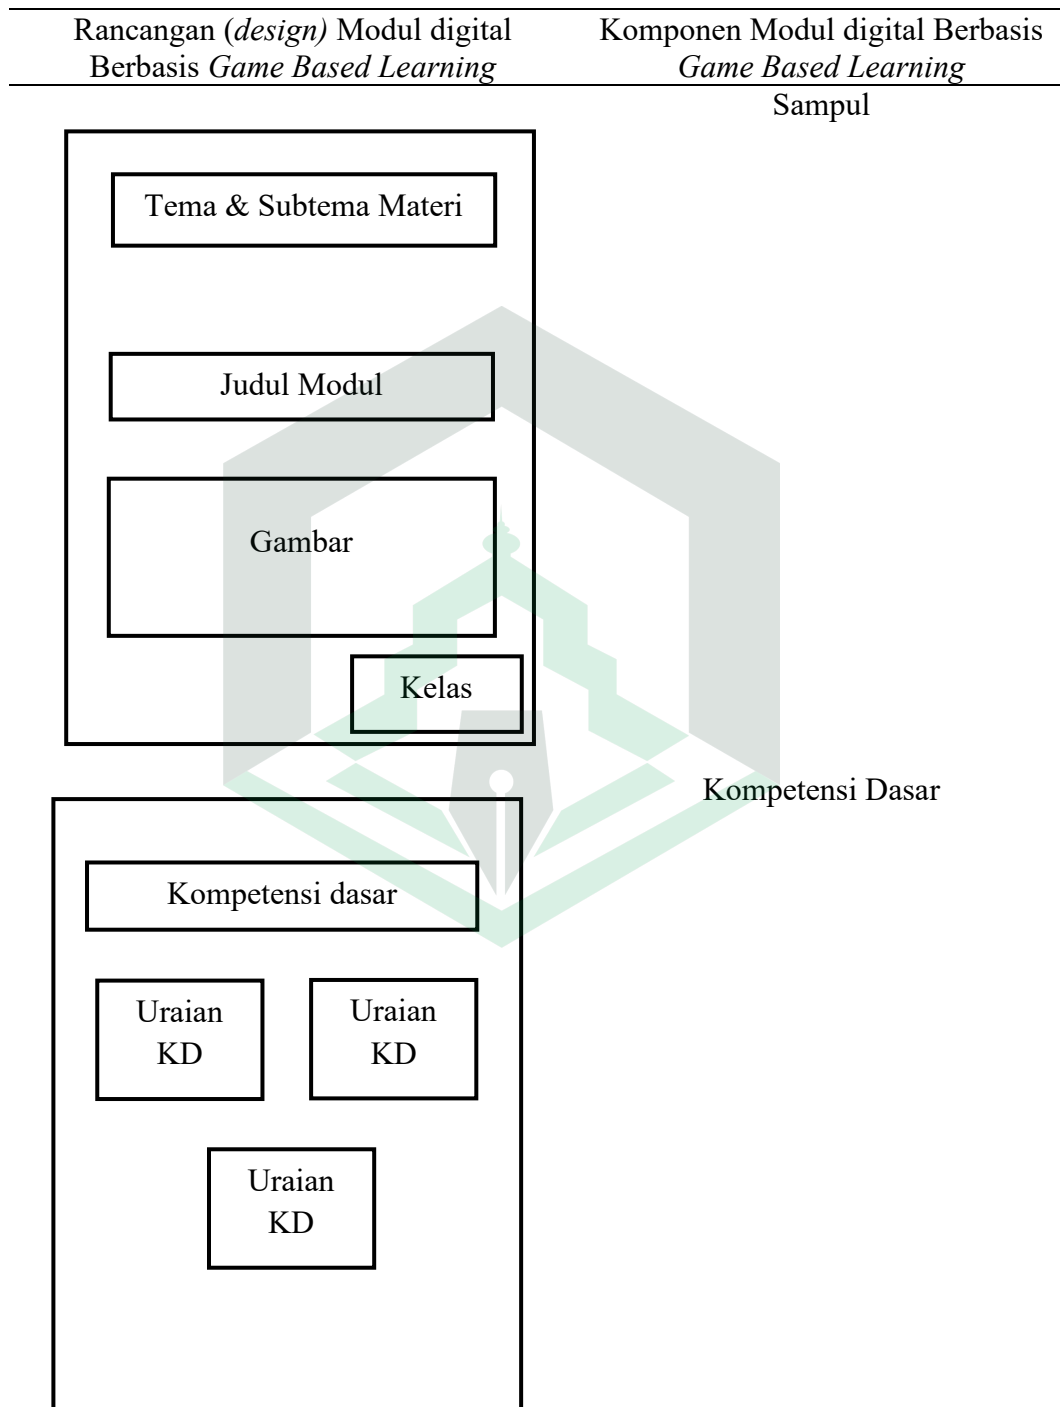 Rancangan (design) Modul digital
Berbasis Game Based Learning
Komponen Modul digital Berbasis
Game Based Learning
Sampul
Tema & Subtema Materi
Judul Modul
Gambar
Kelas
Kompetensi Dasar
Kompetensi dasar
Uraian
KD
Uraian
KD
Uraian
KD